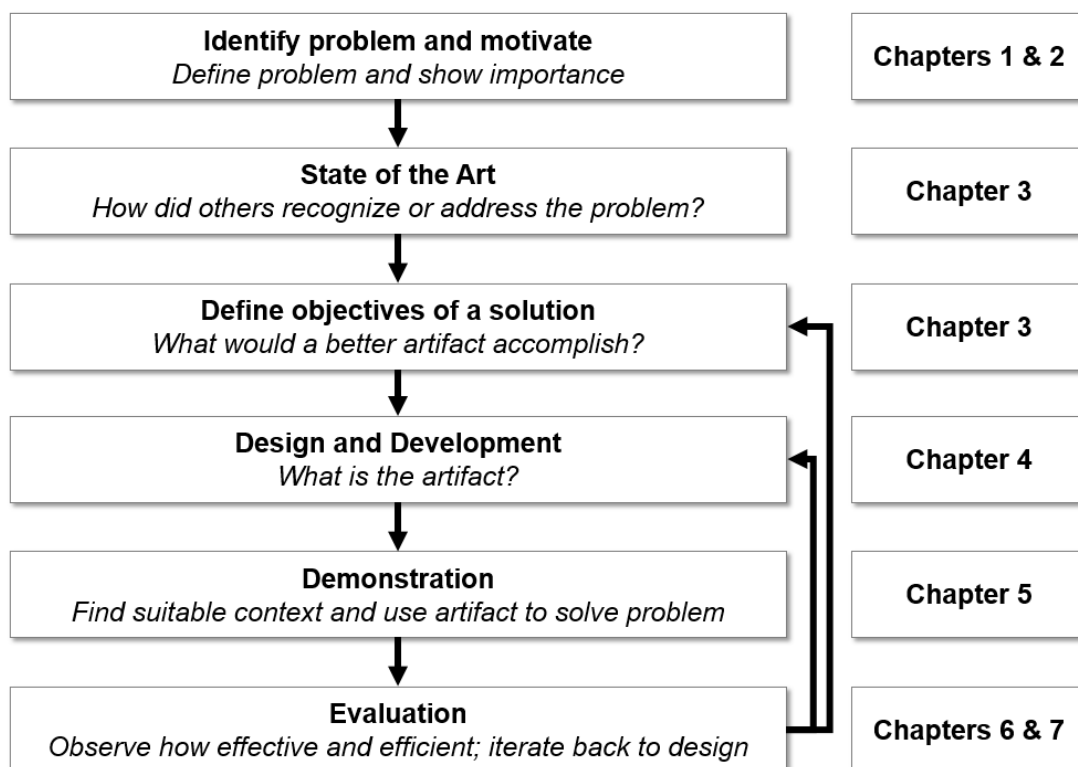 Identify problem and motivate
Define problem and show importance
Chapters 1 & 2
State of the Art
How did others recognize or address the problem?
Chapter 3
Define objectives of a solution
What would a better artifact accomplish?
Chapter 3
Design and Development
What is the artifact?
Chapter 4
Demonstration
Find suitable context and use artifact to solve problem
Chapter 5
Evaluation
Observe how effective and efficient; iterate back to design
Chapters 6 & 7